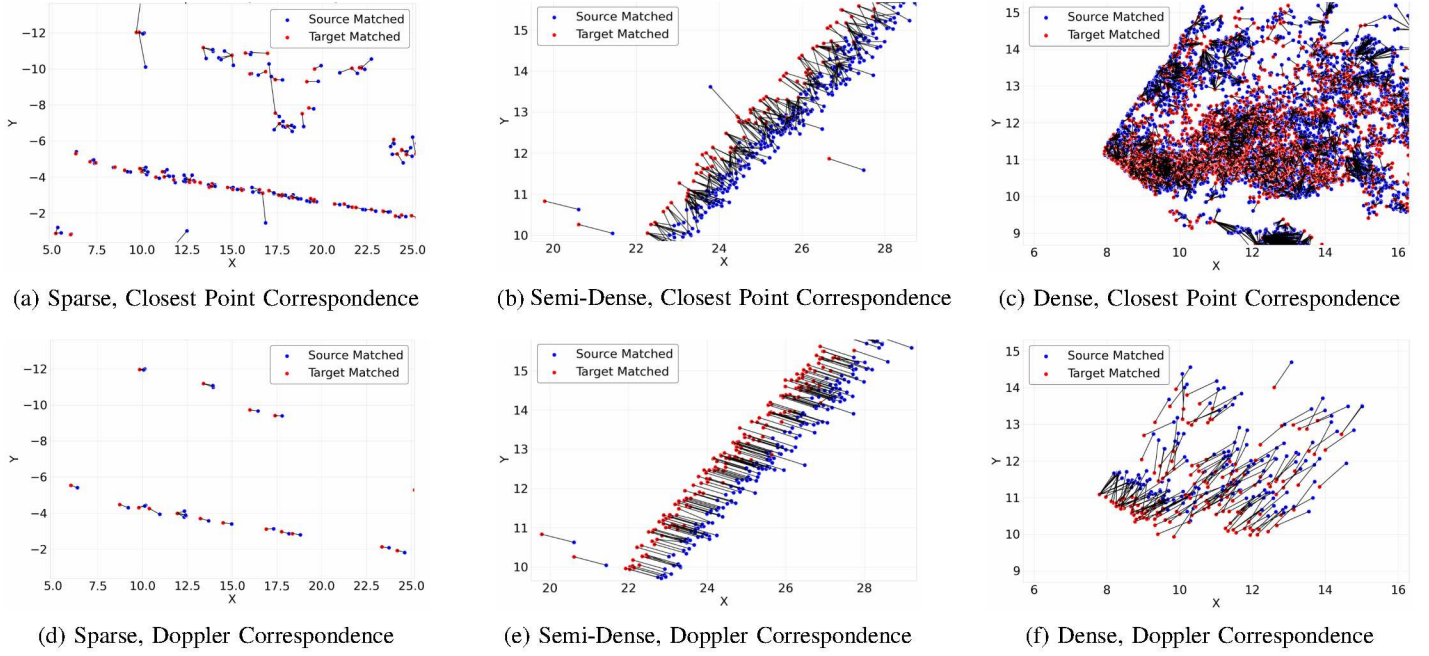 Source Matched
Target Matched
−12
−10
−8
−6
−4
−2
Y
5.0 7.5 10.0 12.5 15.0 17.5 20.0 22.5 25.0
X
(a) Sparse, Closest Point Correspondence
Source Matched
Target Matched
15
14
13
12
11
10
Y
20 22 24 26 28
X
(b) Semi-Dense, Closest Point Correspondence
Source Matched
Target Matched
15
14
13
12
11
10
9
Y
6 8 10 12 14 16
X
(c) Dense, Closest Point Correspondence
Source Matched
Target Matched
−12
−10
−8
−6
−4
−2
Y
5.0 7.5 10.0 12.5 15.0 17.5 20.0 22.5 25.0
X
(d) Sparse, Doppler Correspondence
Source Matched
Target Matched
15
14
13
12
11
10
Y
20 22 24 26 28
X
(e) Semi-Dense, Doppler Correspondence
Source Matched
Target Matched
15
14
13
12
11
10
9
Y
6 8 10 12 14 16
X
(f) Dense, Doppler Correspondence